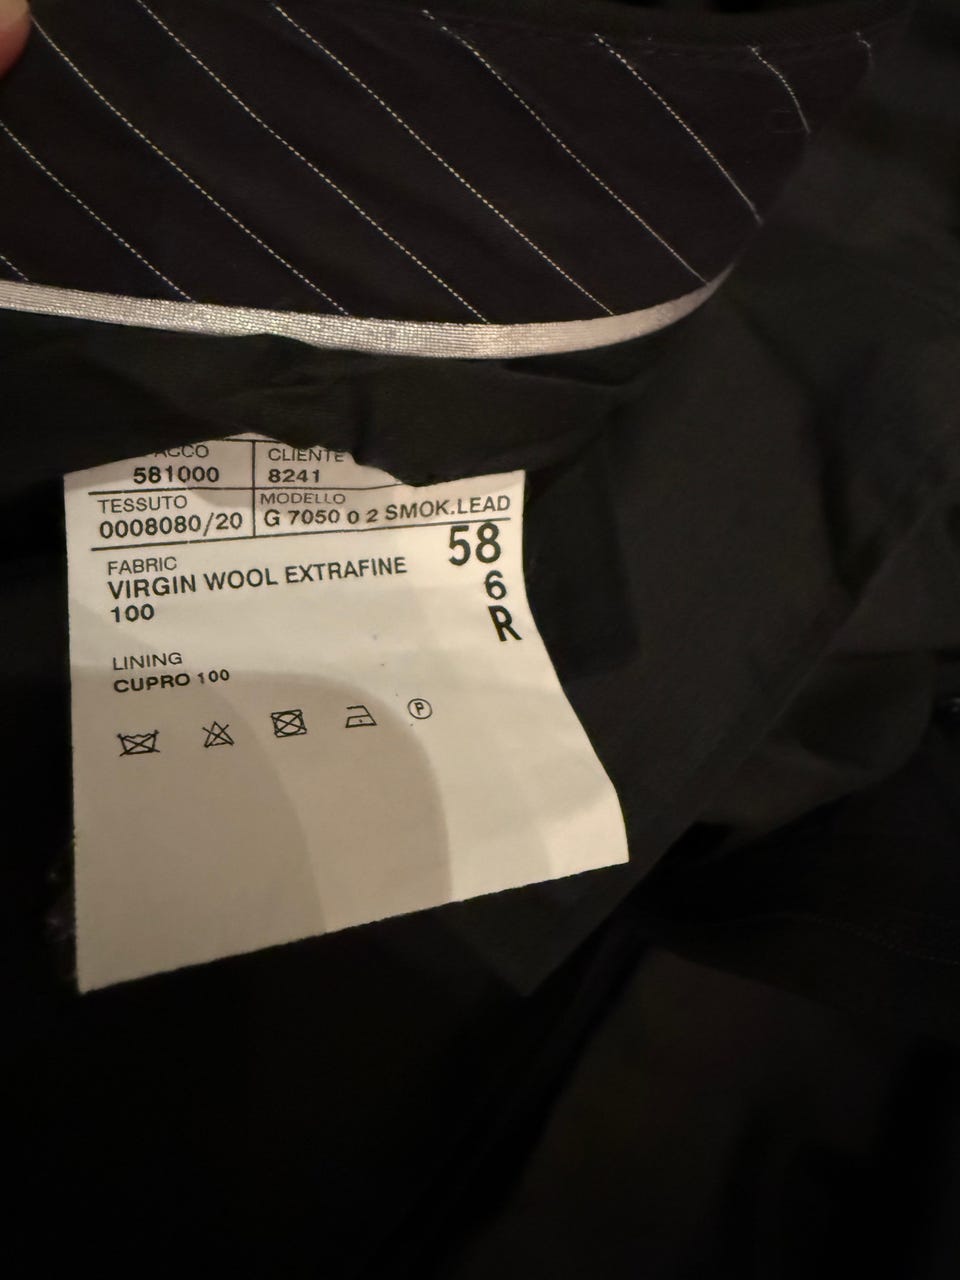 CLIENTE
581000
8241
TESSUTO
MODELLO
0008080/20
G 7050 0 2 SMOK.LEAD
58
FABRIC
VIRGIN WOOL EXTRAFINE
6
100
R
LINING
CUPRO 100
P